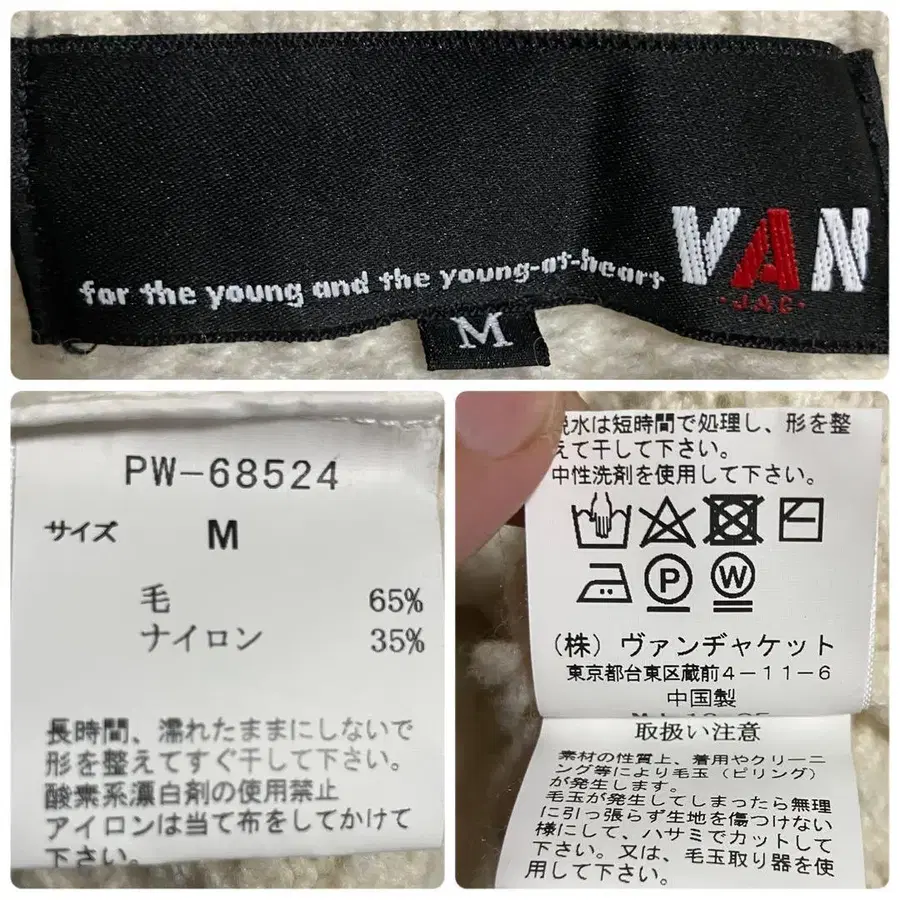 for the young and the young-at-heart
VAN
·JAC·
M
PW-68524
サイズ M
毛 65%
ナイロン 35%
長時間、濡れたままにしないで
形を整えてすぐ干して下さい。
酸素系漂白剤の使用禁止
アイロンは当て布をしてかけて
下さい。
脱水は短時間で処理し、形を整
えて干して下さい。
中性洗剤を使用して下さい。
P
W
(株) ヴァンヂャケット
東京都台東区蔵前4-11-6
中国製
取扱い注意
素材の性質上、着用やクリーニ
ング等により毛玉(ピリング)
が発生します。
毛玉が発生してしまったら無理
に引っ張らず生地を傷つけない
様にして、ハサミでカットして
下さい。又は、毛玉取り器を使
用して下さい。